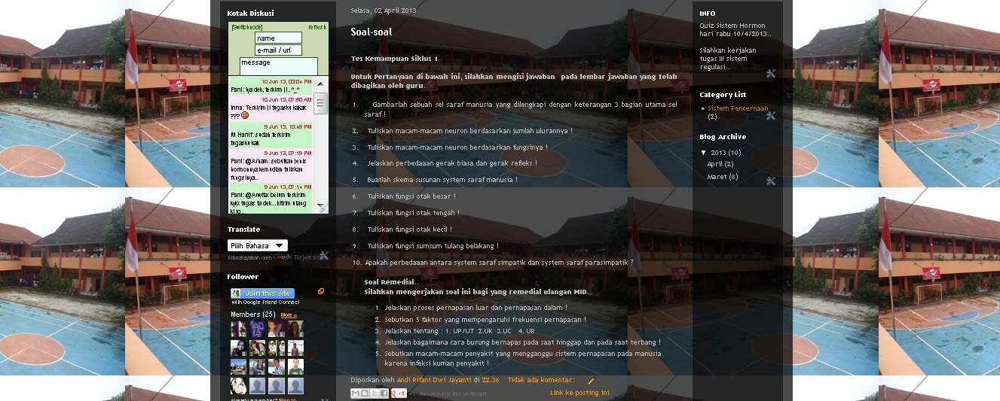 Kotak Diskusi
[Switch mode] refresh
name
e-mail / url
message
10 Jun 13, 03:04 PM
Fani: iya dek, terkirim ji.. ^_^
10 Jun 13, 07:50 AM
Irma: Terkirim ji tugasku kakak
???
9 Jun 13, 10:49 PM
M. Hanif: sudah terkirim
tugasku kak
9 Jun 13, 07:19 PM
Fani: @Arham: sebutkan jenis
hormonnya kemudian tuliskan
fungsinya..
9 Jun 13, 07:14 PM
Fani: @Anvita: belum terkirim
kykx tugas ta dek...kirim ulang
ki lg..
Translate
Pilih Bahasa
Diberdayakan oleh Google Terjemahan
Follower
Join this site
with Google Friend Connect
Members (25) More »
Already a member? Sign in
Selasa, 02 April 2013
Soal-soal
Tes Kemampuan Siklus 1
Untuk Pertanyaan di bawah ini, silahkan mengisi jawaban pada lembar jawaban yang telah
dibagikan oleh guru.
1. Gambarlah sebuah sel saraf manusia yang dilengkapi dengan keterangan 3 bagian utama sel
saraf !
2. Tuliskan macam-macam neuron berdasarkan jumlah ulurannya !
3. Tuliskan macam-macam neuron berdasarkan fungsinya !
4. Jelaskan perbedaaan gerak biasa dan gerak refleks !
5. Buatlah skema susunan system saraf manusia !
6. Tuliskan fungsi otak besar !
7. Tuliskan fungsi otak tengah !
8. Tuliskan fungsi otak kecil !
9. Tuliskan fungsi sumsum tulang belakang !
10. Apakah perbedaaan antara system saraf simpatik dan system saraf parasimpatik ?
Soal Remedial..
Silahkan mengerjakan soal ini bagi yang remedial ulangan MID..
1. Jelaskan proses pernapasan luar dan pernapasan dalam !
2. Sebutkan 5 faktor yang mempengaruhi frekuensi pernapasan !
3. Jelaskan tentang : 1. UP/UT 2.UK 3.UC 4. UR
4. Jelaskan bagaimana cara burung bernapas pada saat hinggap dan pada saat terbang !
5. Sebutkan macam-macam penyakit yang mengganggu sistem pernapasan pada manusia
karena infeksi kuman penyakit !
Diposkan oleh Andi Rifani Dwi Jayanti di 22.36 Tidak ada komentar:
+1 Recommend this on Google
Link ke posting ini
INFO
Quiz Sistem Hormon
hari rabu 10/4/2013..
Silahkan kerjakan
tugas III sistem
regulasi..
Category List
Sistem Pencernaan
(2)
Blog Archive
▼ 2013 (10)
April (2)
Maret (8)